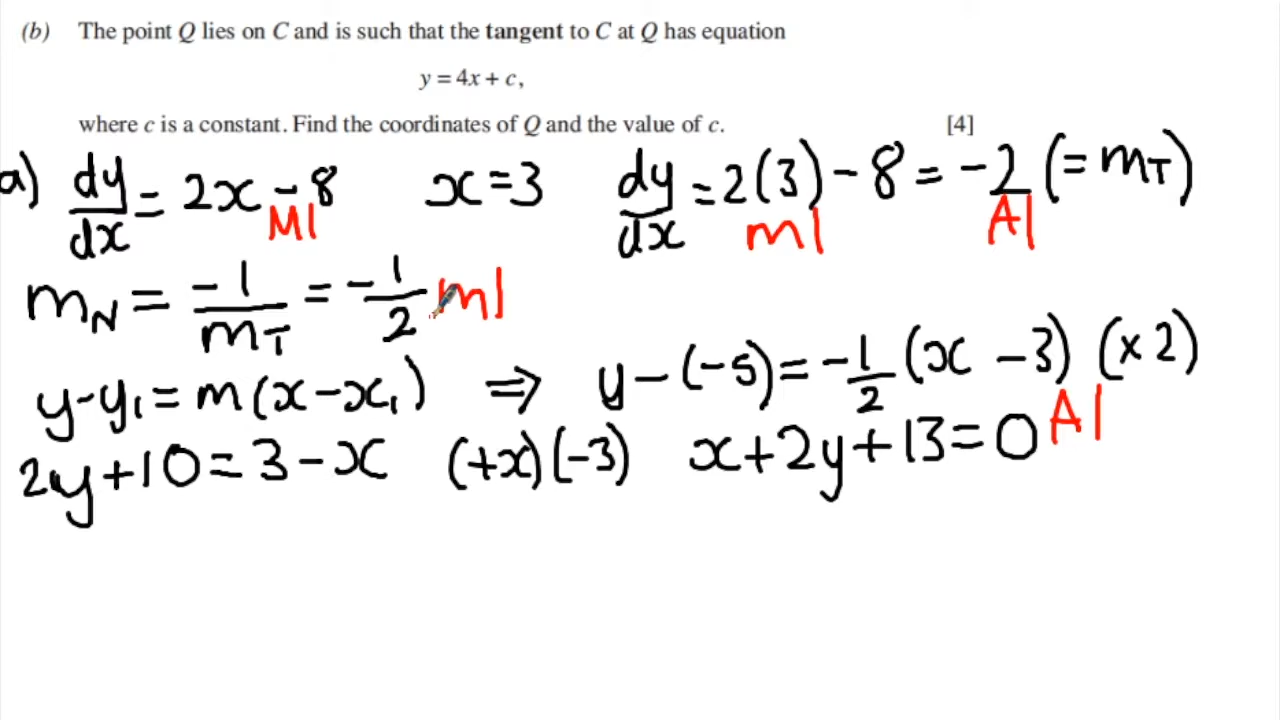 (b) The point Q lies on C and is such that the tangent to C at Q has equation
y = 4x + c,
where c is a constant. Find the coordinates of Q and the value of c. [4]
a) dy/dx = 2x - 8 M1 x = 3 dy/dx = 2(3) - 8 = -2 (= mT) m1 A1
mN = -1/mT = -1/2 m1
y - y1 = m(x - x1) ⇒ y - (-5) = -1/2 (x - 3) (× 2)
2y + 10 = 3 - x (+x)(-3) x + 2y + 13 = 0 A1